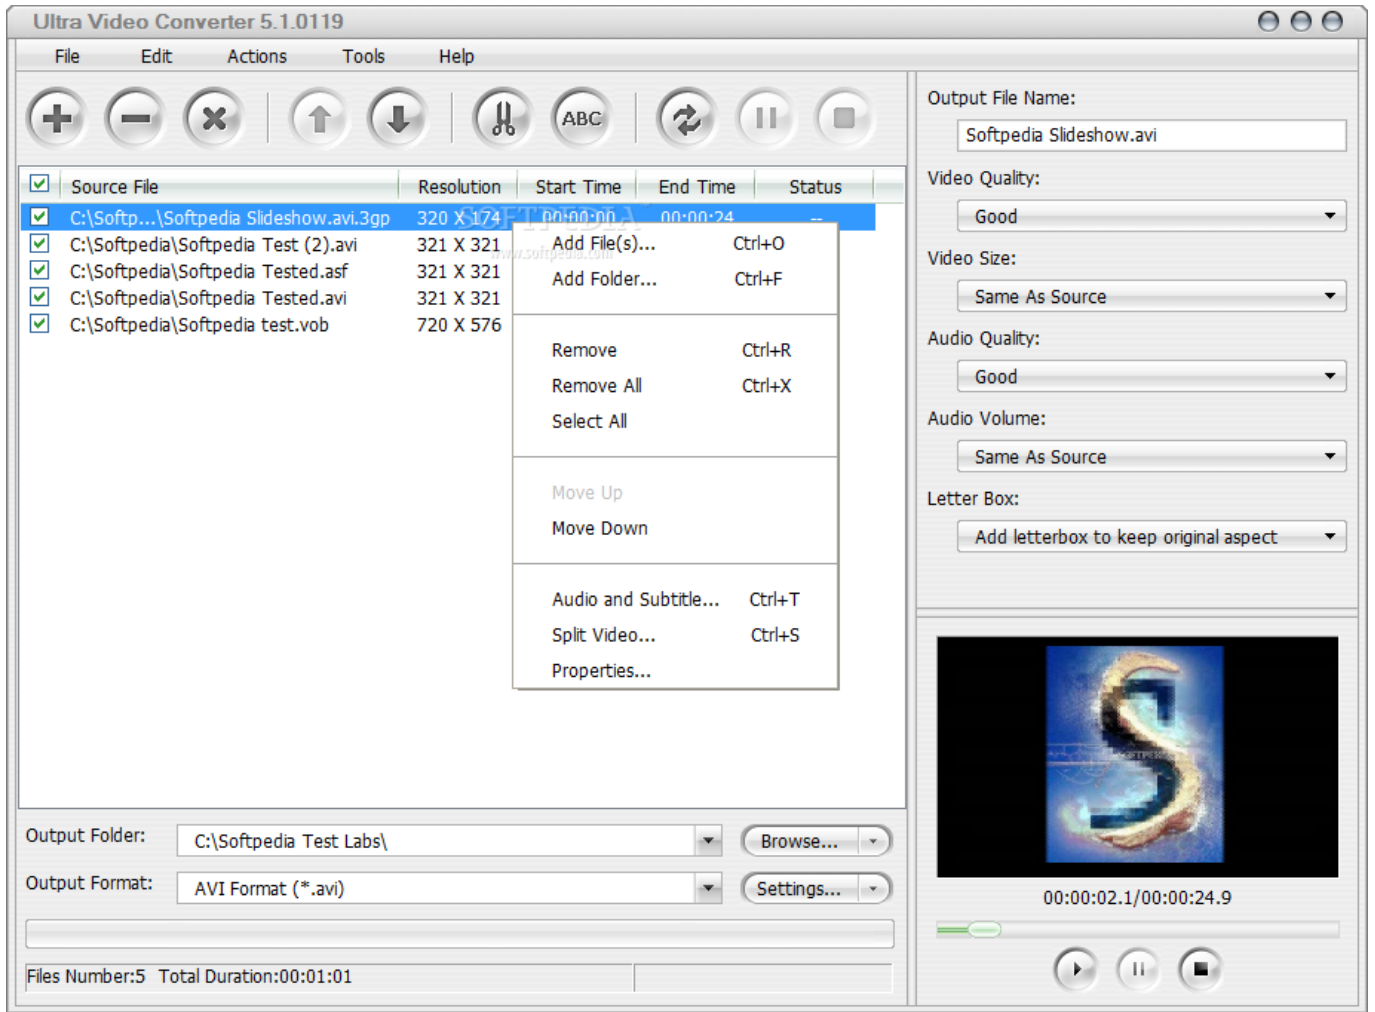 Ultra Video Converter 5.1.0119
File Edit Actions Tools Help
ABC
Source File Resolution Start Time End Time Status
C:\Softp...\Softpedia Slideshow.avi.3gp 320 X 174 00:00:00 00:00:24 --
C:\Softpedia\Softpedia Test (2).avi 321 X 321
C:\Softpedia\Softpedia Tested.asf 321 X 321
C:\Softpedia\Softpedia Tested.avi 321 X 321
C:\Softpedia\Softpedia test.vob 720 X 576
SOFTPEDIA
www.softpedia.com
Add File(s)... Ctrl+O
Add Folder... Ctrl+F
Remove Ctrl+R
Remove All Ctrl+X
Select All
Move Up
Move Down
Audio and Subtitle... Ctrl+T
Split Video... Ctrl+S
Properties...
Output Folder: C:\Softpedia Test Labs\ Browse...
Output Format: AVI Format (*.avi) Settings...
Files Number:5 Total Duration:00:01:01
Output File Name:
Softpedia Slideshow.avi
Video Quality:
Good
Video Size:
Same As Source
Audio Quality:
Good
Audio Volume:
Same As Source
Letter Box:
Add letterbox to keep original aspect
00:00:02.1/00:00:24.9